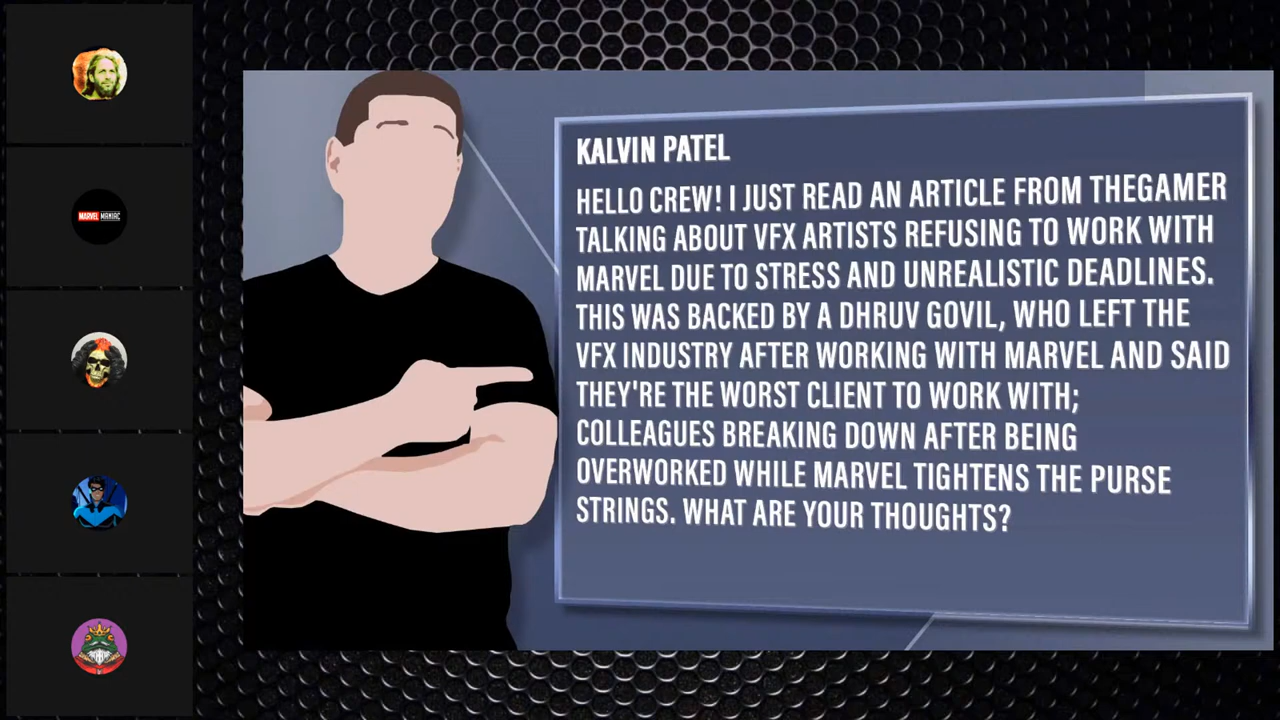 MARVEL MANIAC
KALVIN PATEL
HELLO CREW! I JUST READ AN ARTICLE FROM THEGAMER
TALKING ABOUT VFX ARTISTS REFUSING TO WORK WITH
MARVEL DUE TO STRESS AND UNREALISTIC DEADLINES.
THIS WAS BACKED BY A DHRUV GOVIL, WHO LEFT THE
VFX INDUSTRY AFTER WORKING WITH MARVEL AND SAID
THEY'RE THE WORST CLIENT TO WORK WITH;
COLLEAGUES BREAKING DOWN AFTER BEING
OVERWORKED WHILE MARVEL TIGHTENS THE PURSE
STRINGS. WHAT ARE YOUR THOUGHTS?